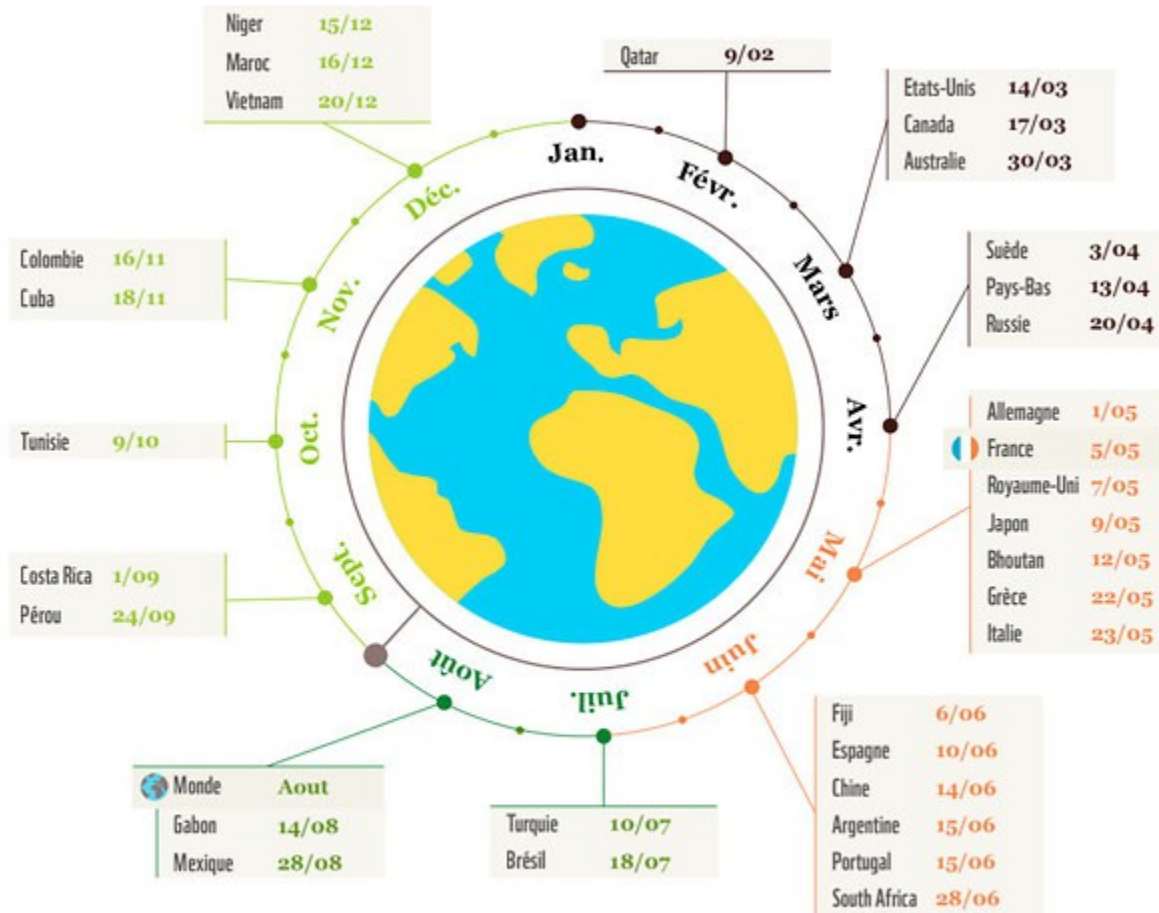 Niger 15/12
Maroc 16/12
Vietnam 20/12
Qatar 9/02
Etats-Unis 14/03
Canada 17/03
Australie 30/03
Suède 3/04
Pays-Bas 13/04
Russie 20/04
Allemagne 1/05
France 5/05
Royaume-Uni 7/05
Japon 9/05
Bhoutan 12/05
Grèce 22/05
Italie 23/05
Fiji 6/06
Espagne 10/06
Chine 14/06
Argentine 15/06
Portugal 15/06
South Africa 28/06
Turquie 10/07
Brésil 18/07
Monde Aout
Gabon 14/08
Mexique 28/08
Costa Rica 1/09
Pérou 24/09
Tunisie 9/10
Colombie 16/11
Cuba 18/11
Jan.
Févr.
Mars
Avr.
Mai
Juin
Juil.
Août
Sept.
Oct.
Nov.
Déc.